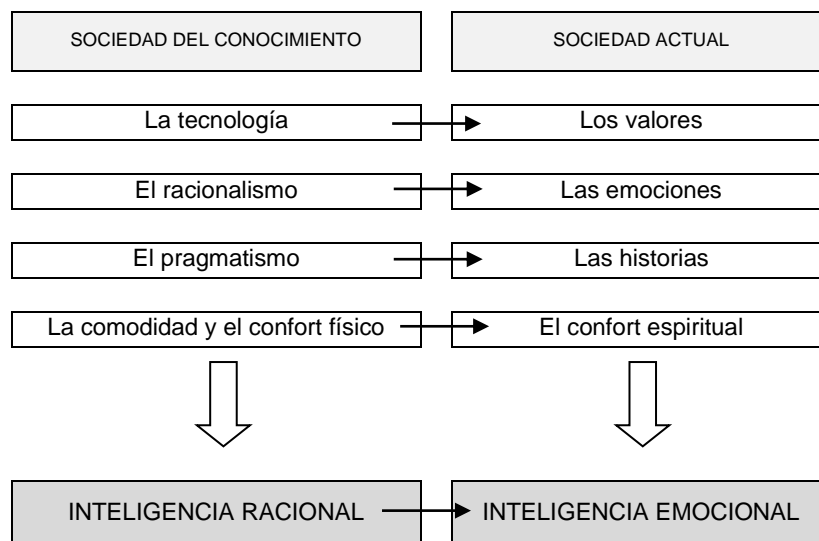 SOCIEDAD DEL CONOCIMIENTO
SOCIEDAD ACTUAL
La tecnología
Los valores
El racionalismo
Las emociones
El pragmatismo
Las historias
La comodidad y el confort físico
El confort espiritual
INTELIGENCIA RACIONAL
INTELIGENCIA EMOCIONAL